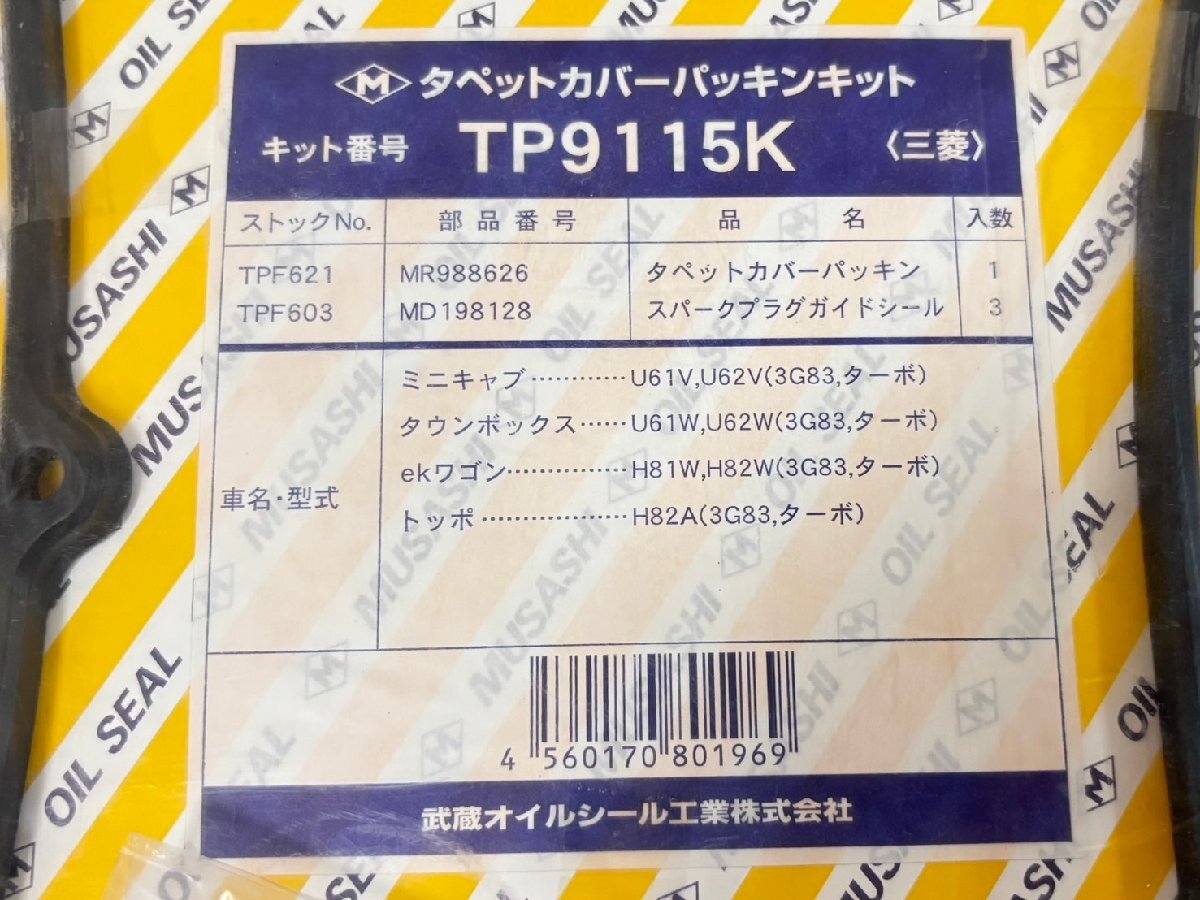 M タペットカバーパッキンキット
キット番号 TP9115K 〈三菱〉
ストックNo. 部品番号 品名 入数
TPF621 MR988626 タペットカバーパッキン 1
TPF603 MD198128 スパークプラグガイドシール 3
車名・型式
ミニキャブ…………U61V,U62V(3G83,ターボ)
タウンボックス……U61W,U62W(3G83,ターボ)
ekワゴン……………H81W,H82W(3G83,ターボ)
トッポ………………H82A(3G83,ターボ)
4 560170 801969
武蔵オイルシール工業株式会社
OIL SEAL
MUSASHI
MUSASHI
OIL SEAL
OIL SEAL